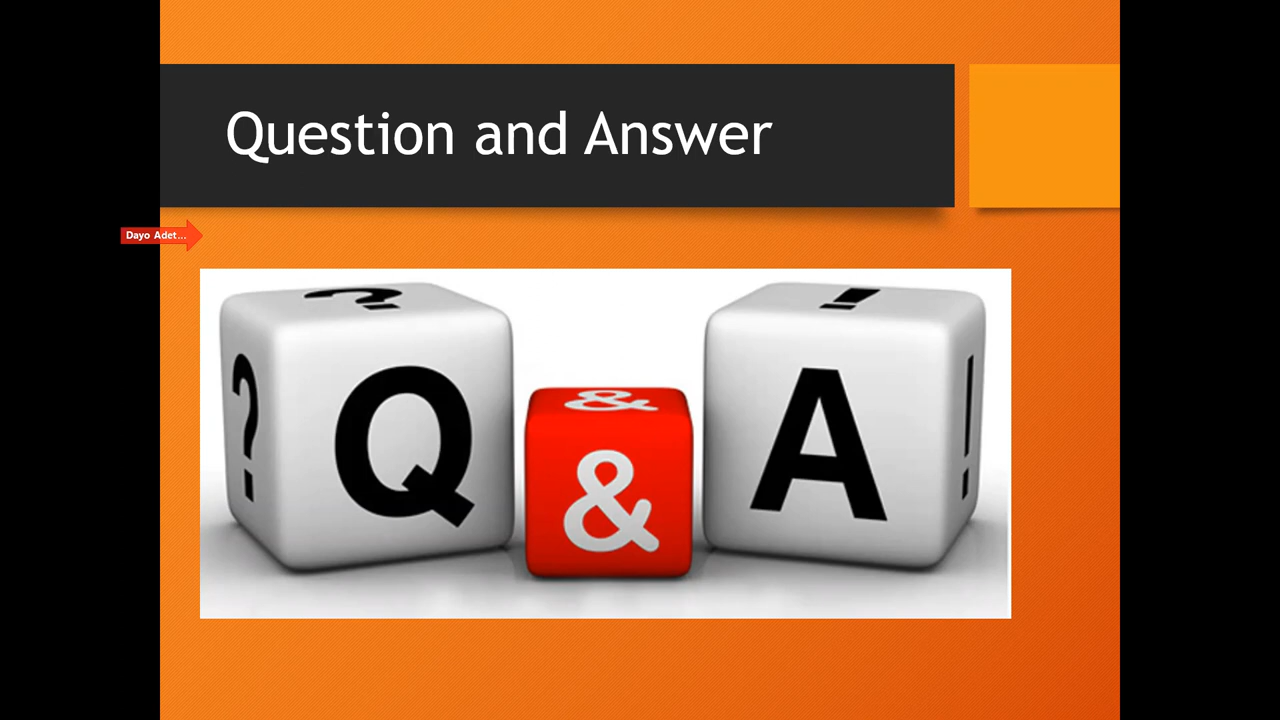 Question and Answer
Dayo Adet...
? ! 
? Q & A !
&